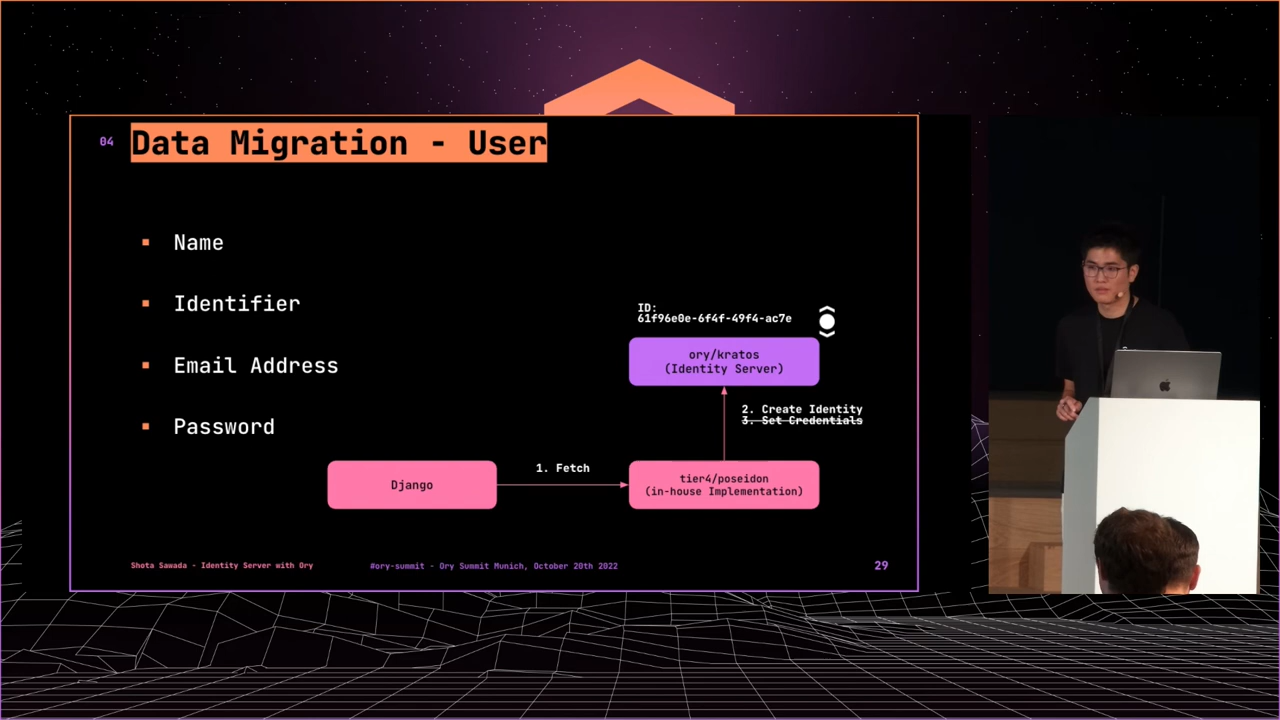 04
Data Migration - User
Name
Identifier
Email Address
Password
ID:
61f96e0e-6f4f-49f4-ac7e
ory/kratos
(Identity Server)
2. Create Identity
3. Set Credentials
1. Fetch
Django
tier4/poseidon
(in-house Implementation)
Shota Sawada - Identity Server with Ory
#ory-summit - Ory Summit Munich, October 20th 2022
29